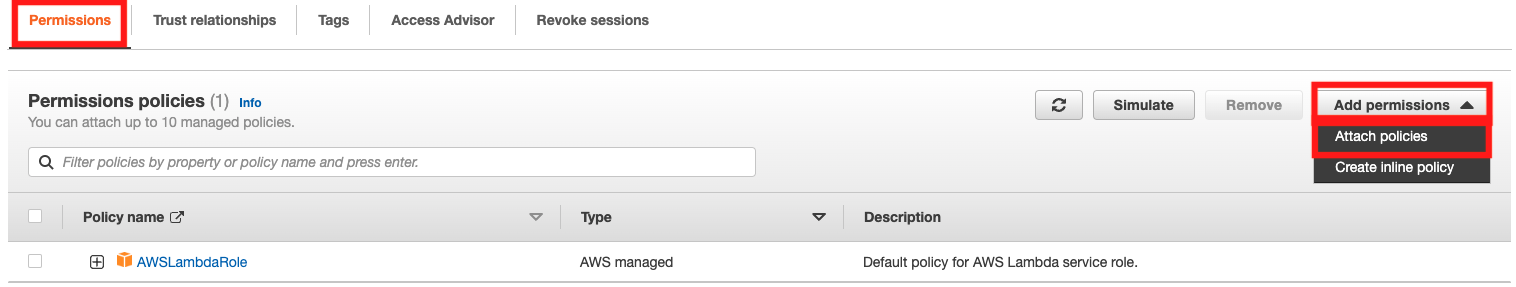 Permissions Trust relationships Tags Access Advisor Revoke sessions
Permissions policies (1) Info
You can attach up to 10 managed policies.
Simulate Remove Add permissions
Attach policies
Create inline policy
Filter policies by property or policy name and press enter.
Policy name Type Description
AWSLambdaRole AWS managed Default policy for AWS Lambda service role.